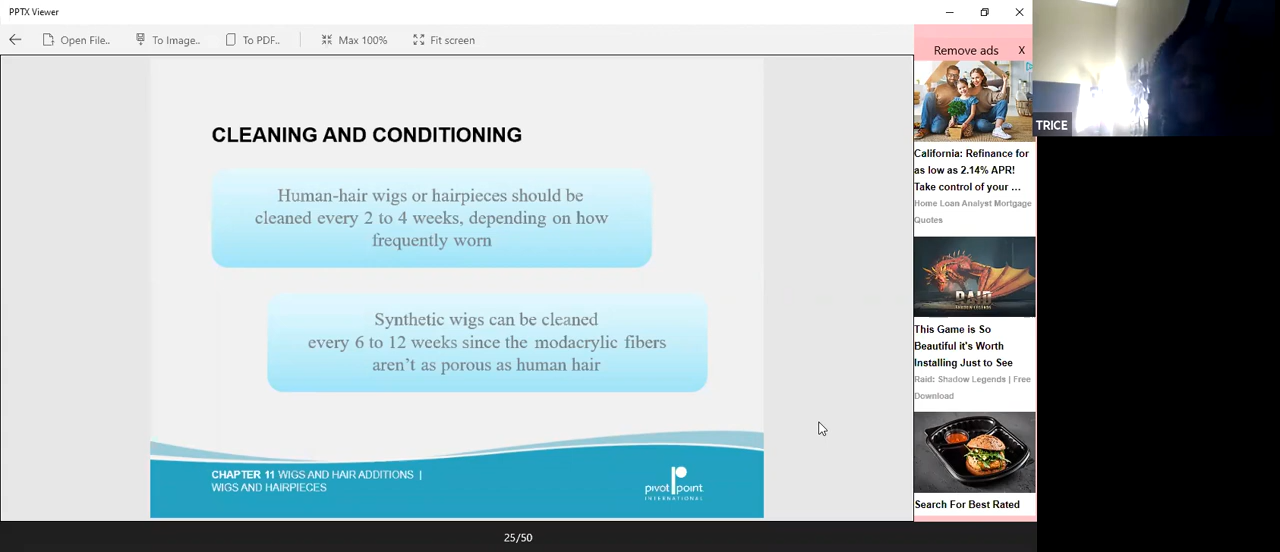 PPTX Viewer
Open File..
To Image..
To PDF..
Max 100%
Fit screen
Remove ads X
TRICE
CLEANING AND CONDITIONING
Human-hair wigs or hairpieces should be
cleaned every 2 to 4 weeks, depending on how
frequently worn
Synthetic wigs can be cleaned
every 6 to 12 weeks since the modacrylic fibers
aren't as porous as human hair
CHAPTER 11 WIGS AND HAIR ADDITIONS |
WIGS AND HAIRPIECES
pivot point
INTERNATIONAL
California: Refinance for
as low as 2.14% APR!
Take control of your ...
Home Loan Analyst Mortgage
Quotes
RAID
This Game is So
Beautiful it's Worth
Installing Just to See
Raid: Shadow Legends | Free
Download
Search For Best Rated
25/50